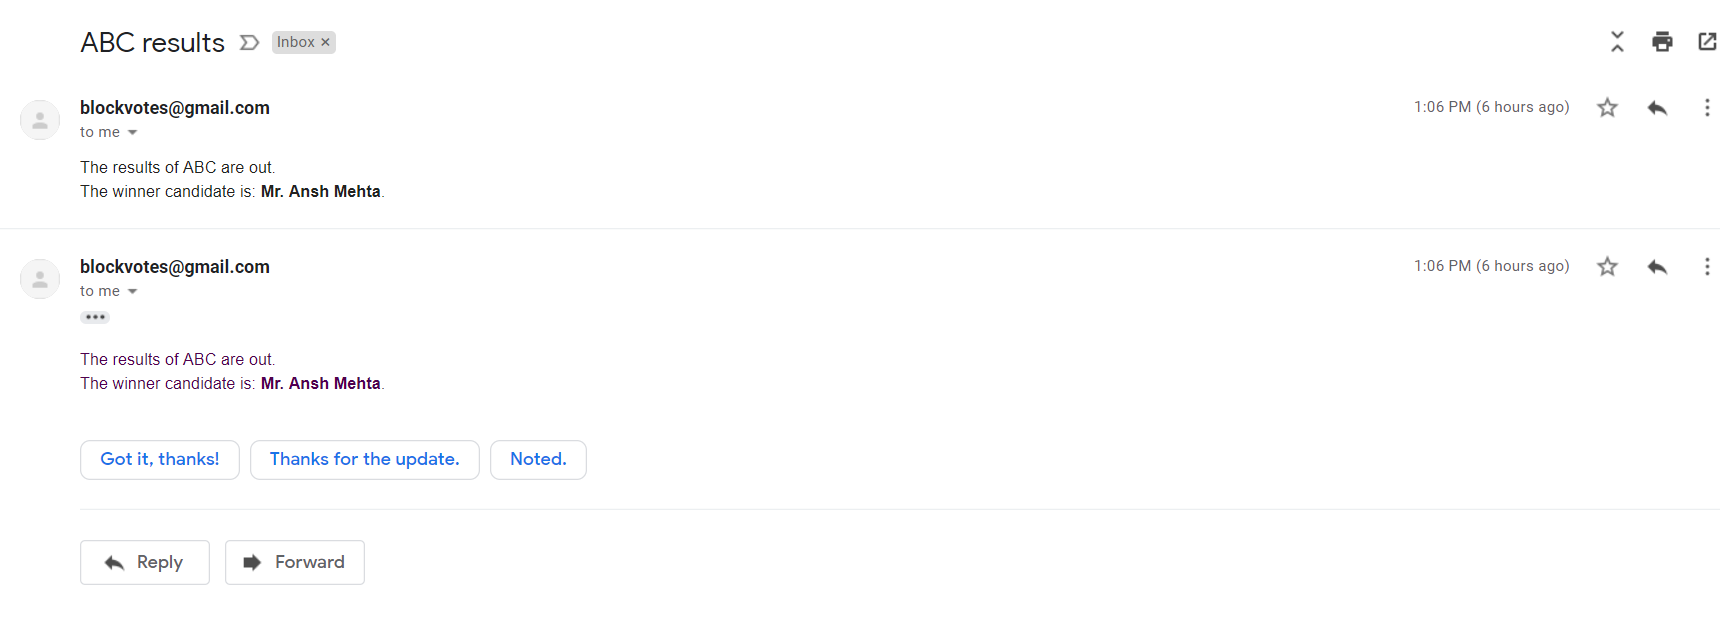 ABC results Inbox ×
blockvotes@gmail.com 1:06 PM (6 hours ago)
to me
The results of ABC are out.
The winner candidate is: Mr. Ansh Mehta.
blockvotes@gmail.com 1:06 PM (6 hours ago)
to me
The results of ABC are out.
The winner candidate is: Mr. Ansh Mehta.
Got it, thanks! Thanks for the update. Noted.
Reply Forward